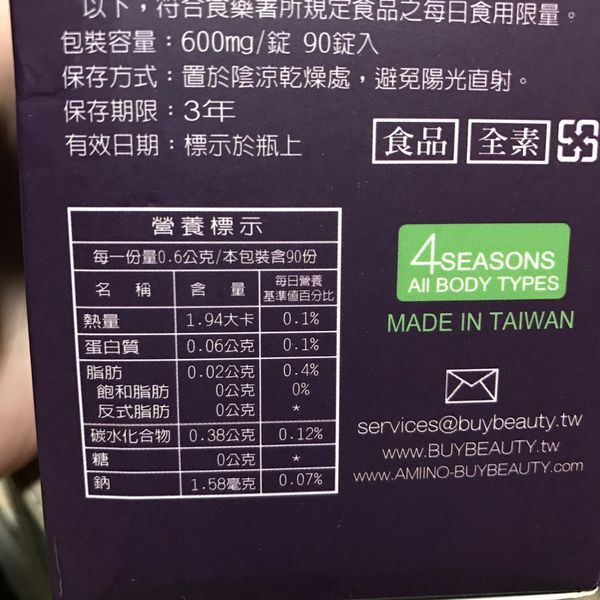 以下，符合食藥署所規定食品之每日食用限量。
包裝容量：600mg/錠 90錠入
保存方式：置於陰涼乾燥處，避免陽光直射。
保存期限：3年
有效日期：標示於瓶上
食品 全素
營養標示
每一份量0.6公克/本包裝含90份
名 稱 含 量 每日營養基準值百分比
熱量 1.94大卡 0.1%
蛋白質 0.06公克 0.1%
脂肪 0.02公克 0.4%
飽和脂肪 0公克 0%
反式脂肪 0公克 *
碳水化合物 0.38公克 0.12%
糖 0公克 *
鈉 1.58毫克 0.07%
4SEASONS
All BODY TYPES
MADE IN TAIWAN
services@buybeauty.tw
www.BUYBEAUTY.tw
www.AMIINO-BUYBEAUTY.com